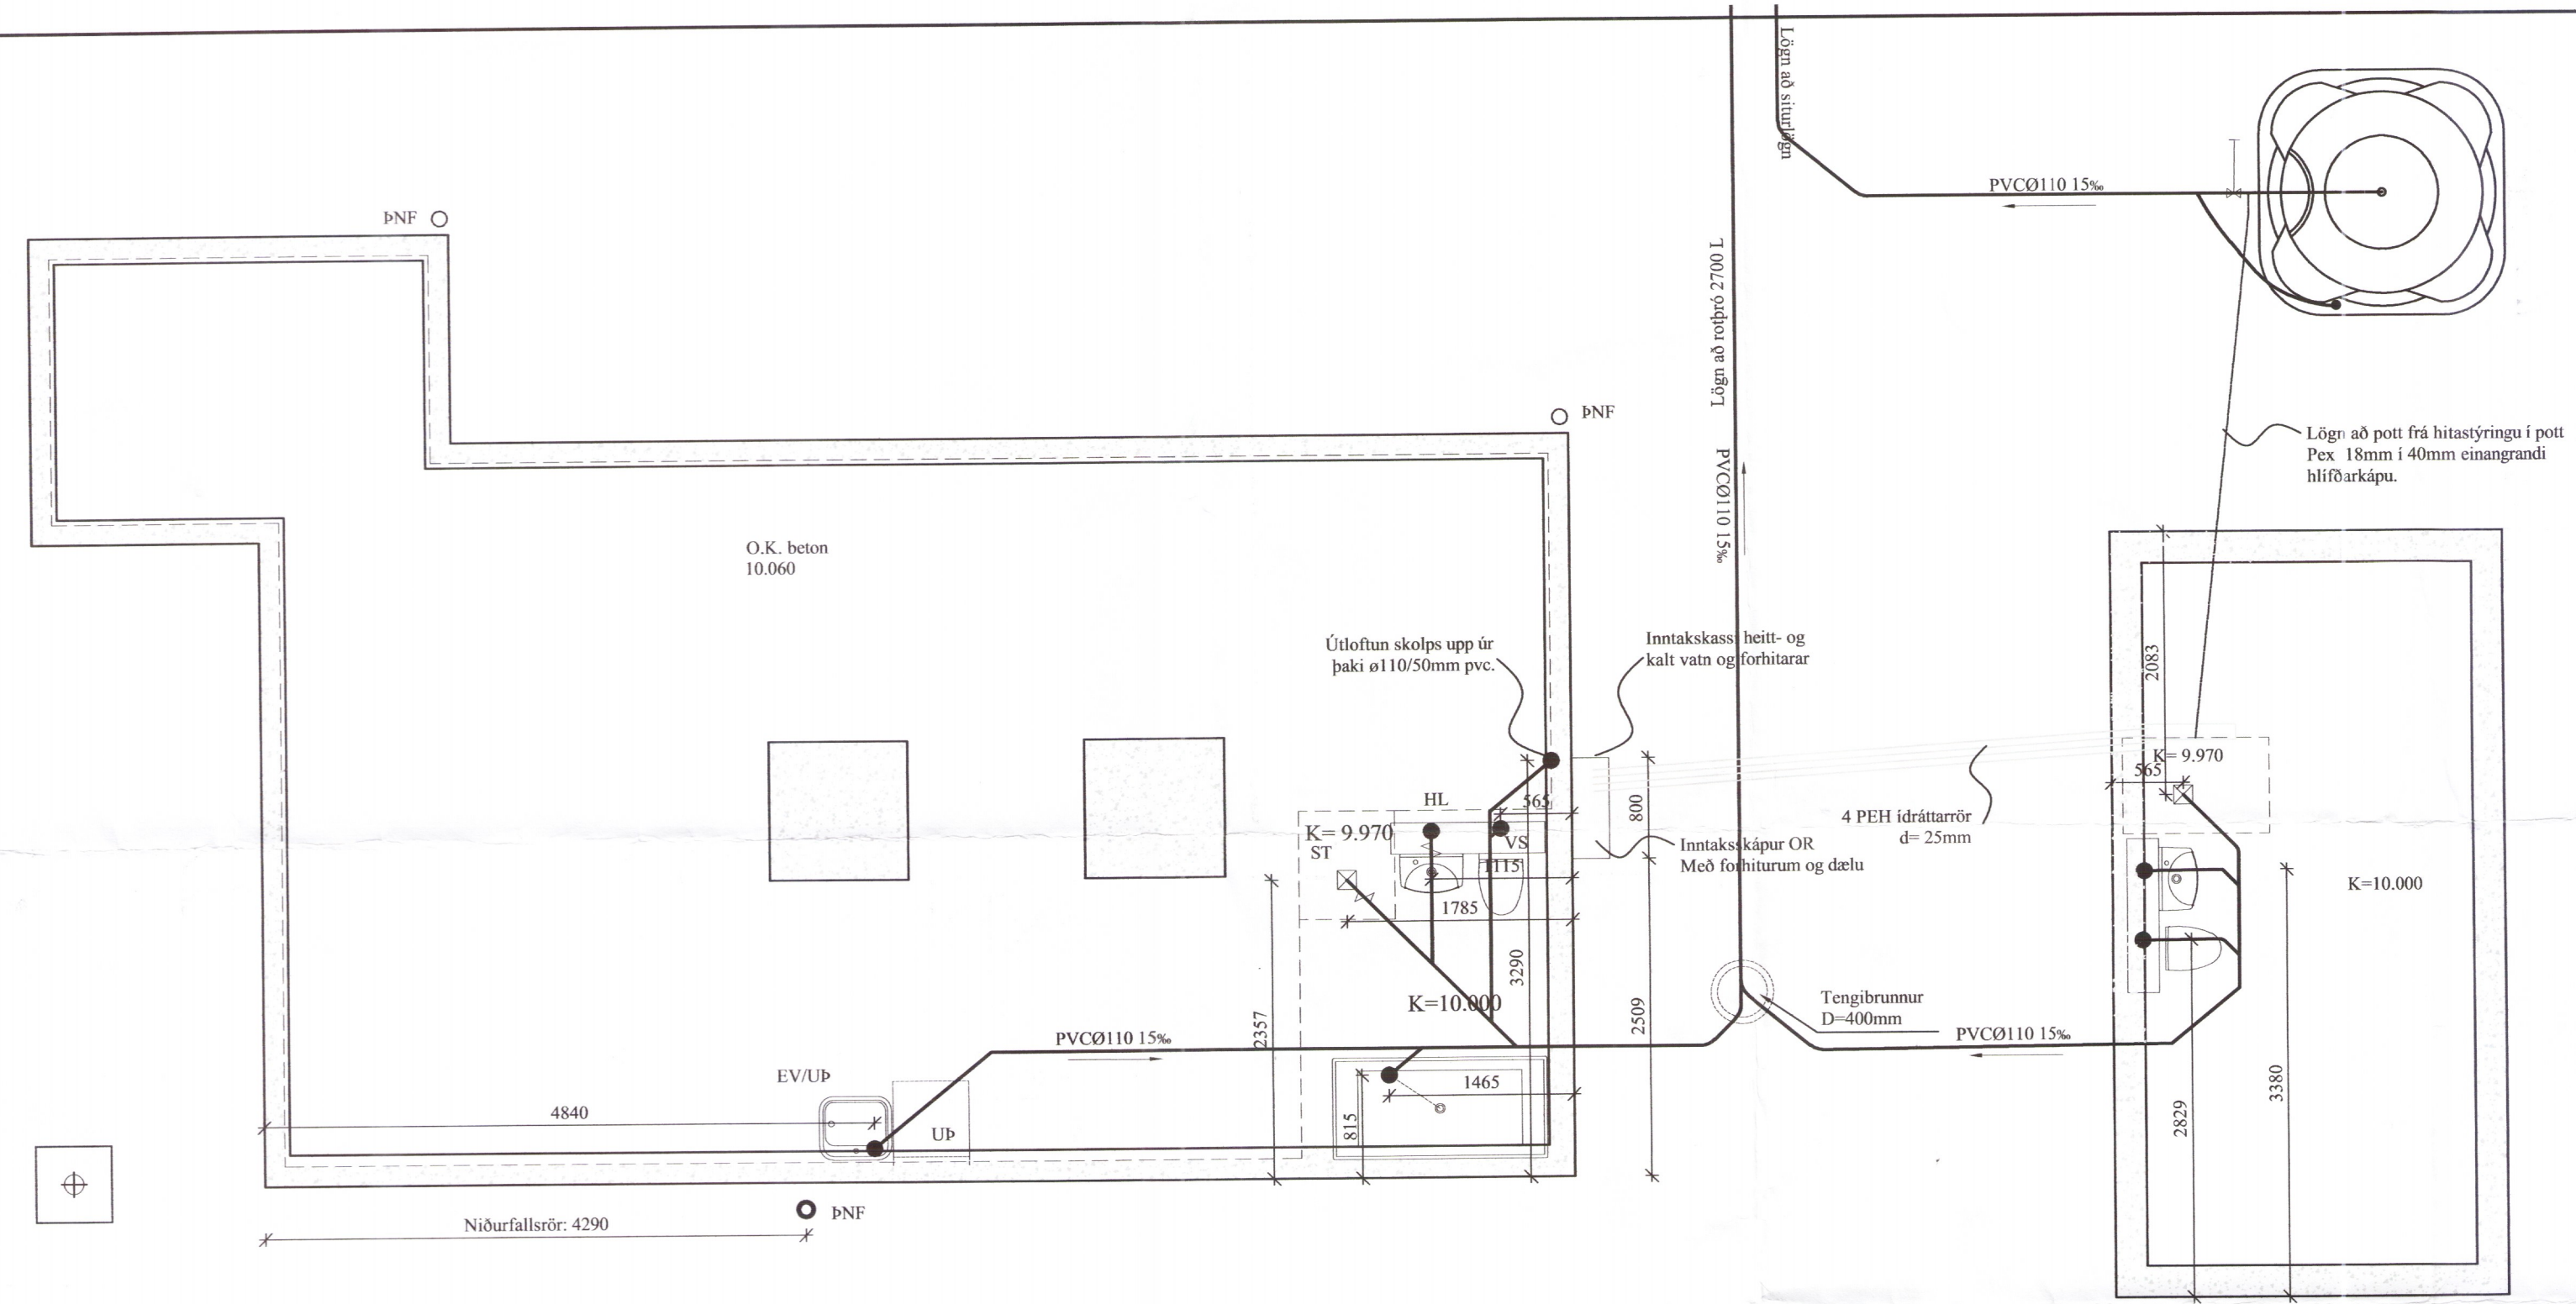 Lögn að siturlögn
PVCØ110 15‰
ÞNF
Lögn að rotþró 2700 L
ÞNF
Lögn að pott frá hitastýringu í pott
Pex 18mm í 40mm einangrandi
hlífðarkápu.
PVCØ110 15‰
O.K. beton
10.060
Útloftun skolps upp úr
þaki ø110/50mm pvc.
Inntakskassi heitt- og
kalt vatn og forhitarar
2083
K= 9.970
565
HL
565
800
4 PEH ídráttarrör
d= 25mm
K= 9.970
ST
VS
1115
Inntaksskápur OR
Með forhiturum og dælu
K=10.000
1785
3290
K=10.000
2357
2509
Tengibrunnur
D=400mm
PVCØ110 15‰
PVCØ110 15‰
EV/UÞ
4840
UÞ
1465
815
2829
3380
ÞNF
Niðurfallsrör: 4290